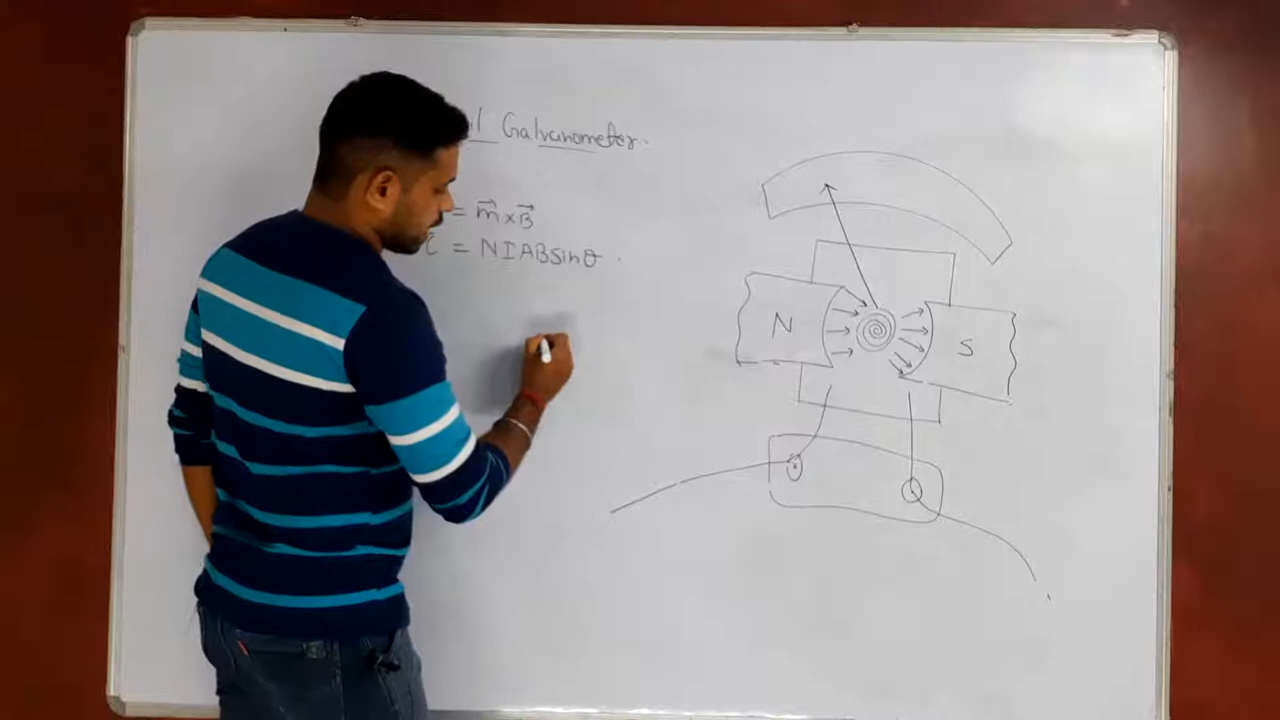 Galvanometer.
= m⃗ x B⃗
τ = NIABsinθ.
N
S